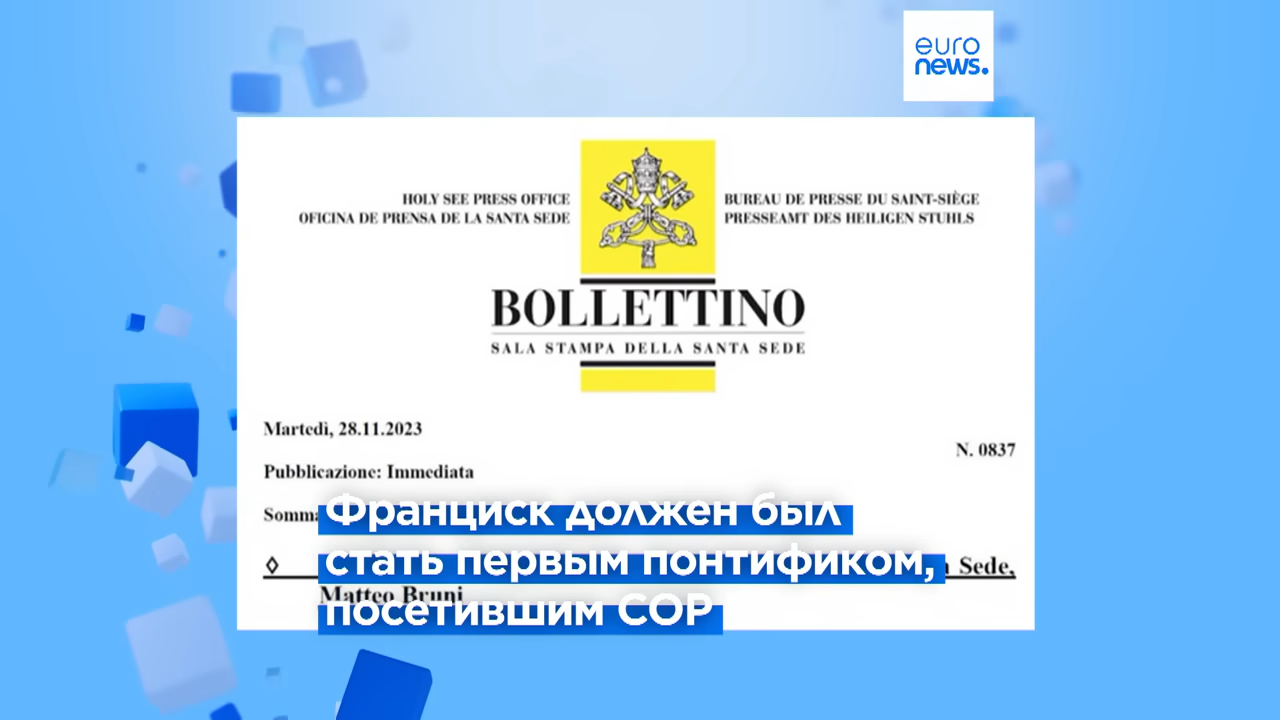 euro
news.
HOLY SEE PRESS OFFICE
OFICINA DE PRENSA DE LA SANTA SEDE
BUREAU DE PRESSE DU SAINT-SIÈGE
PRESSEAMT DES HEILIGEN STUHLS
BOLLETTINO
SALA STAMPA DELLA SANTA SEDE
Martedì, 28.11.2023
N. 0837
Pubblicazione: Immediata
Франциск должен был
стать первым понтификом,
посетившим COP
Sede,
Matteo Bruni